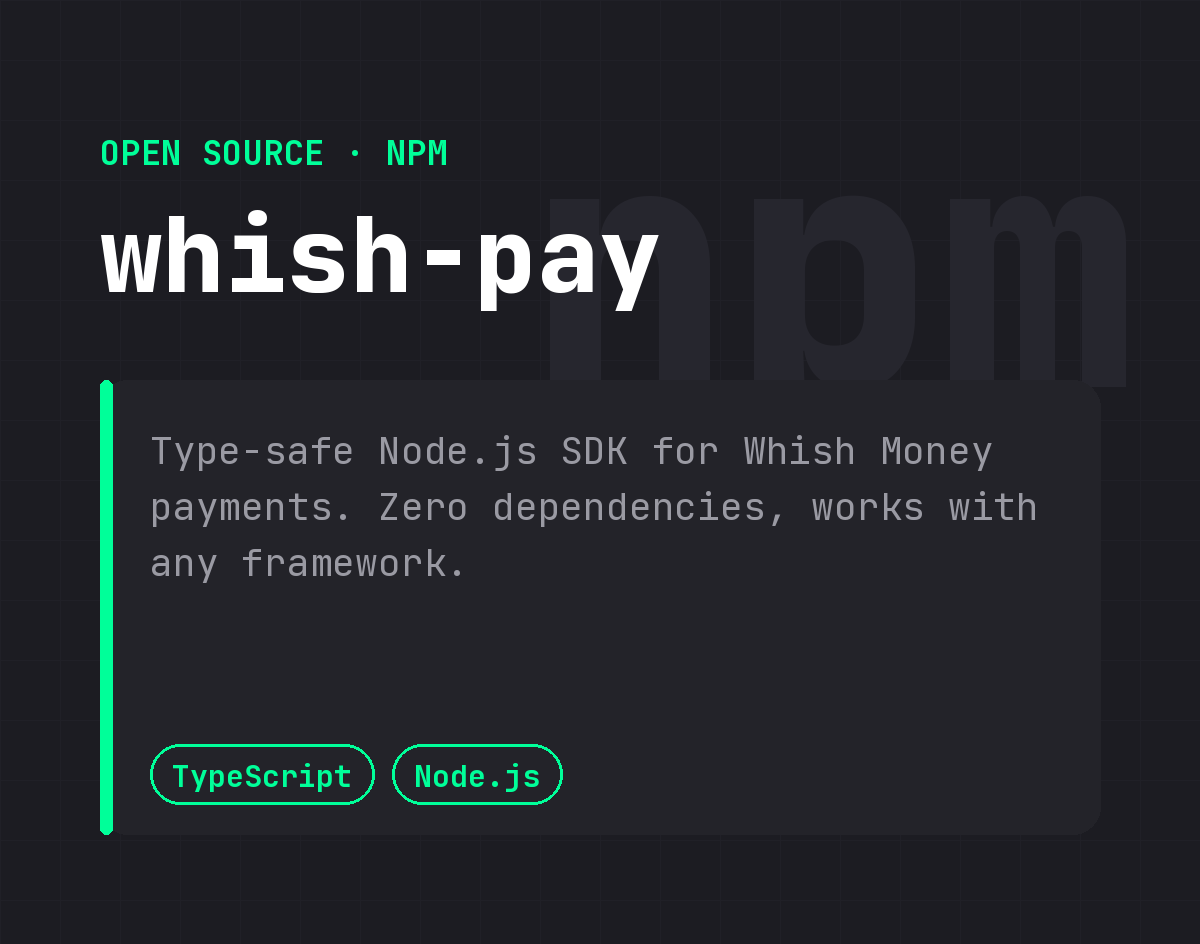 OPEN SOURCE · NPM
npm
whish-pay
Type-safe Node.js SDK for Whish Money
payments. Zero dependencies, works with
any framework.
TypeScript
Node.js